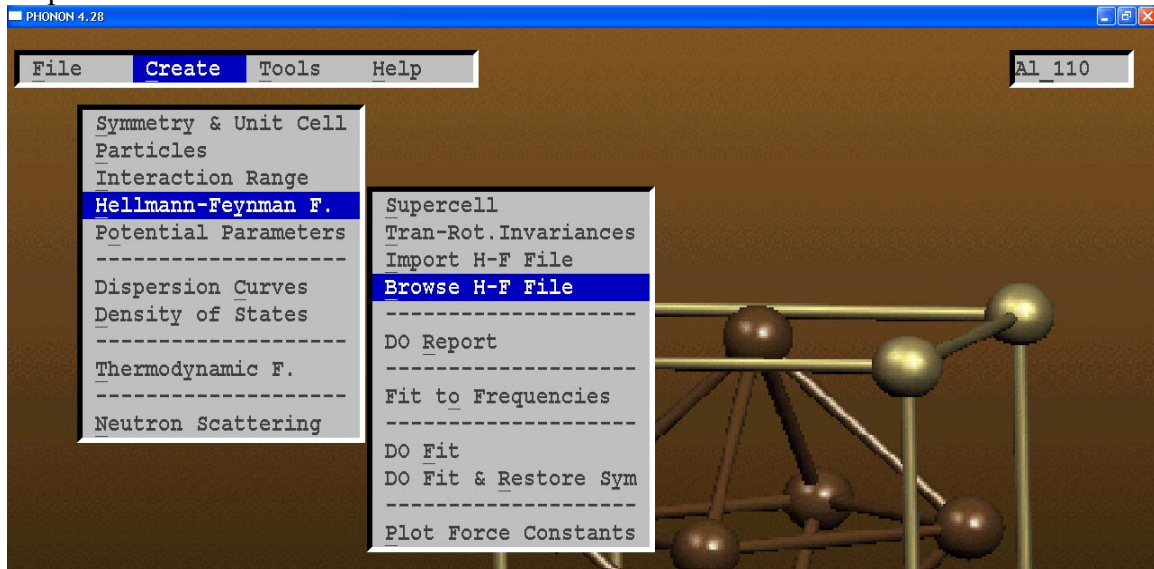 PHONON 4.28
File Create Tools Help
Al_110
Symmetry & Unit Cell
Particles
Interaction Range
Hellmann-Feynman F.
Potential Parameters
--------------------
Dispersion Curves
Density of States
--------------------
Thermodynamic F.
--------------------
Neutron Scattering
Supercell
Tran-Rot.Invariances
Import H-F File
Browse H-F File
--------------------
DO Report
--------------------
Fit to Frequencies
--------------------
DO Fit
DO Fit & Restore Sym
--------------------
Plot Force Constants